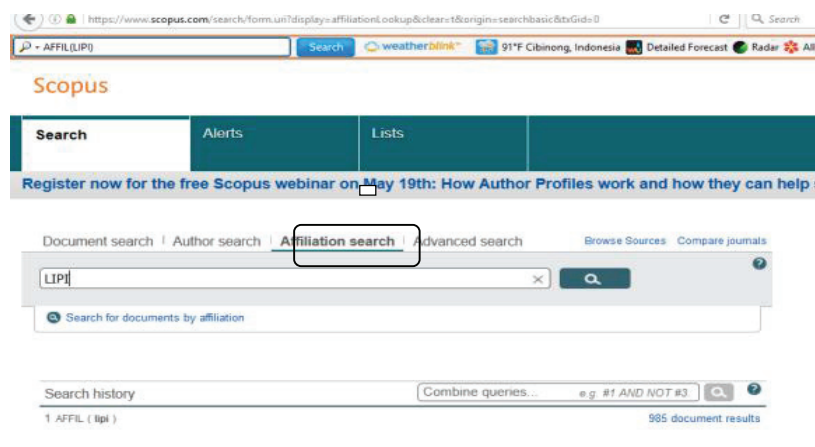 https://www.scopus.com/search/form.uri?display=affiliationLookup&clear=t&origin=searchbasic&txGid=0 Search
AFFIL(LIPI) Search weatherblink™ 91°F Cibinong, Indonesia Detailed Forecast Radar All
Scopus
Search Alerts Lists
Register now for the free Scopus webinar on May 19th: How Author Profiles work and how they can help
Document search Author search Affiliation search Advanced search Browse Sources Compare journals
LIPI
Search for documents by affiliation
Search history Combine queries... e.g. #1 AND NOT #3
1 AFFIL ( lipi ) 985 document results